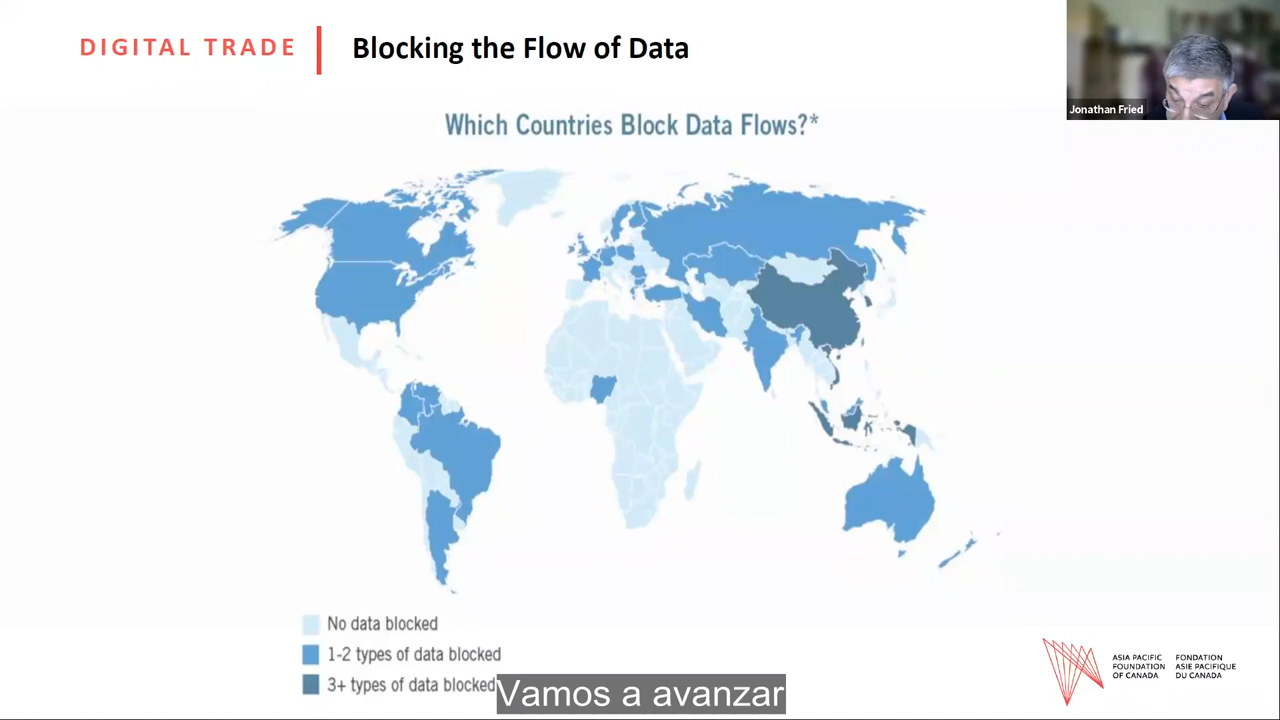 DIGITAL TRADE
Blocking the Flow of Data
Jonathan Fried
Which Countries Block Data Flows?*
No data blocked
1-2 types of data blocked
3+ types of data blocked
Vamos a avanzar
ASIA PACIFIC
FOUNDATION
OF CANADA
FONDATION
ASIE PACIFIQUE
DU CANADA